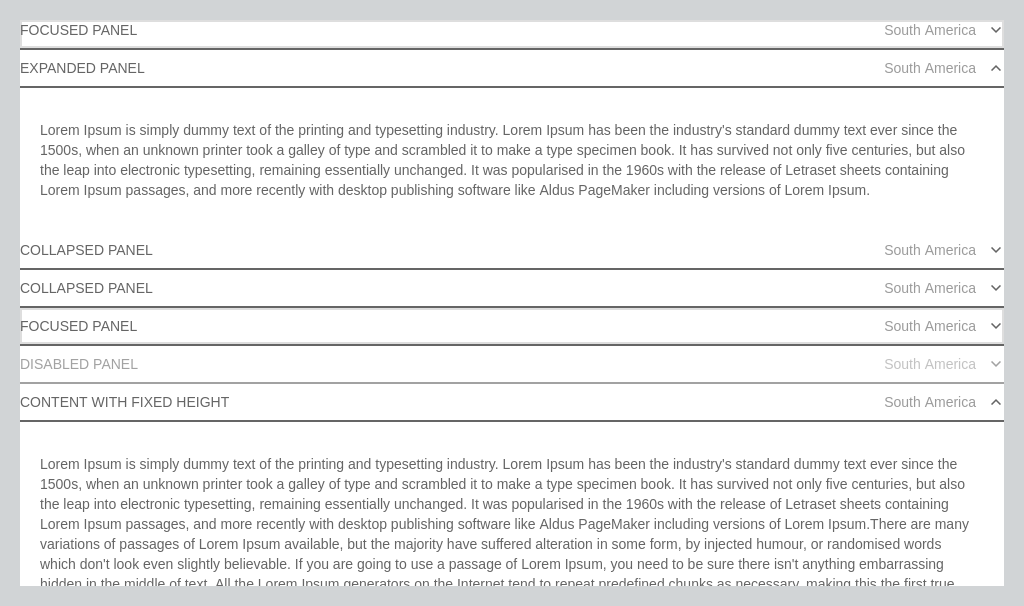 FOCUSED PANEL South America
EXPANDED PANEL South America
Lorem Ipsum is simply dummy text of the printing and typesetting industry. Lorem Ipsum has been the industry's standard dummy text ever since the
1500s, when an unknown printer took a galley of type and scrambled it to make a type specimen book. It has survived not only five centuries, but also
the leap into electronic typesetting, remaining essentially unchanged. It was popularised in the 1960s with the release of Letraset sheets containing
Lorem Ipsum passages, and more recently with desktop publishing software like Aldus PageMaker including versions of Lorem Ipsum.
COLLAPSED PANEL South America
COLLAPSED PANEL South America
FOCUSED PANEL South America
DISABLED PANEL South America
CONTENT WITH FIXED HEIGHT South America
Lorem Ipsum is simply dummy text of the printing and typesetting industry. Lorem Ipsum has been the industry's standard dummy text ever since the
1500s, when an unknown printer took a galley of type and scrambled it to make a type specimen book. It has survived not only five centuries, but also
the leap into electronic typesetting, remaining essentially unchanged. It was popularised in the 1960s with the release of Letraset sheets containing
Lorem Ipsum passages, and more recently with desktop publishing software like Aldus PageMaker including versions of Lorem Ipsum.There are many
variations of passages of Lorem Ipsum available, but the majority have suffered alteration in some form, by injected humour, or randomised words
which don't look even slightly believable. If you are going to use a passage of Lorem Ipsum, you need to be sure there isn't anything embarrassing
hidden in the middle of text. All the Lorem Ipsum generators on the Internet tend to repeat predefined chunks as necessary, making this the first true